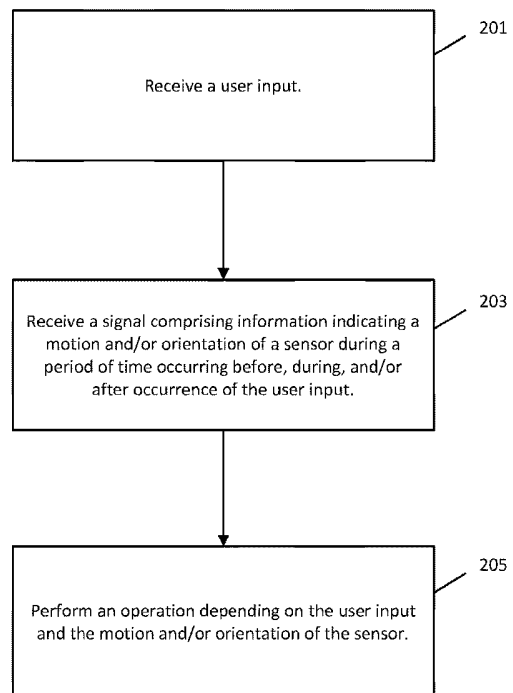 201
Receive a user input.
203
Receive a signal comprising information indicating a
motion and/or orientation of a sensor during a
period of time occurring before, during, and/or
after occurrence of the user input.
205
Perform an operation depending on the user input
and the motion and/or orientation of the sensor.